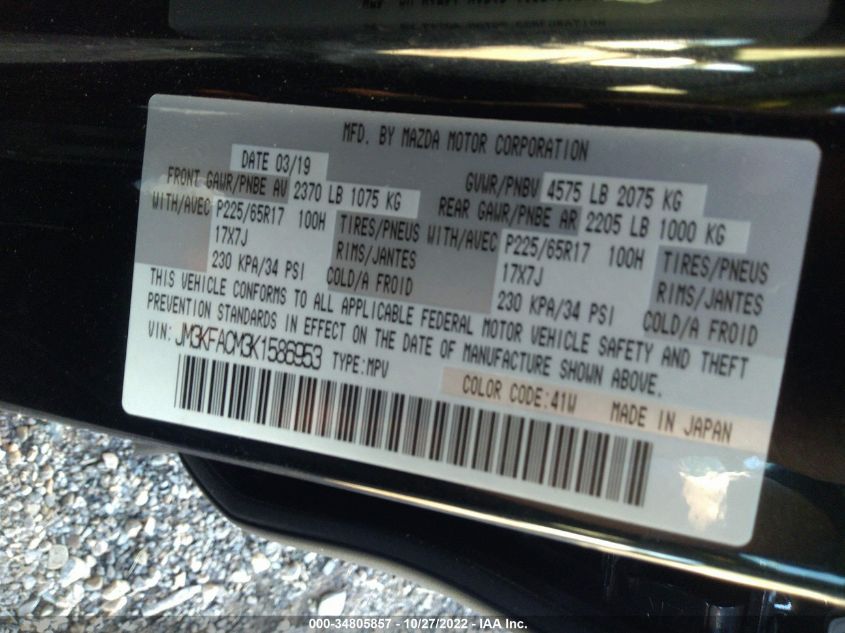 MFD. BY MAZDA MOTOR CORPORATION
DATE 03/19
GVWR/PNBV 4575 LB 2075 KG
FRONT GAWR/PNBE AV 2370 LB 1075 KG
REAR GAWR/PNBE AR 2205 LB 1000 KG
WITH/AVEC P225/65R17 100H TIRES/PNEUS
17X7J RIMS/JANTES
230 KPA/34 PSI COLD/A FROID
WITH/AVEC P225/65R17 100H TIRES/PNEUS
17X7J RIMS/JANTES
230 KPA/34 PSI COLD/A FROID
THIS VEHICLE CONFORMS TO ALL APPLICABLE FEDERAL MOTOR VEHICLE SAFETY AND THEFT
PREVENTION STANDARDS IN EFFECT ON THE DATE OF MANUFACTURE SHOWN ABOVE.
VIN: JM3KFACM3K1586953 TYPE:MPV
COLOR CODE:41W MADE IN JAPAN
000-34805857 - 10/27/2022 - IAA Inc.